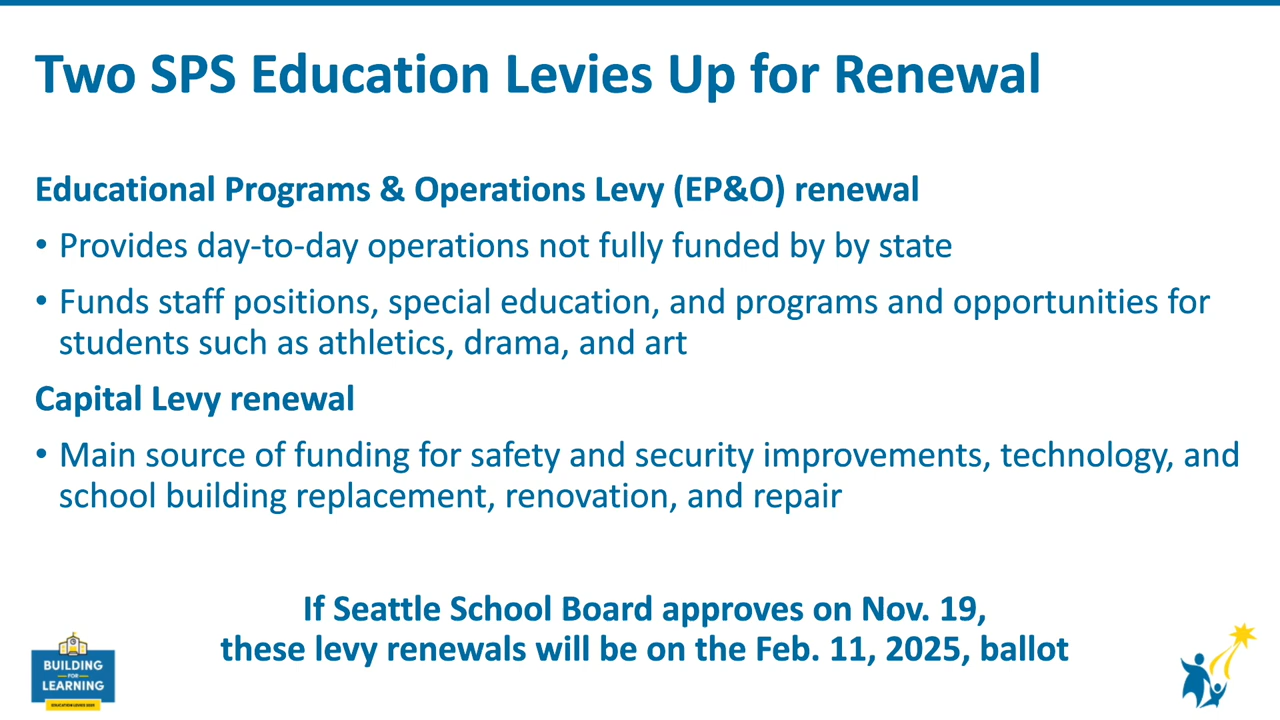 Two SPS Education Levies Up for Renewal
Educational Programs & Operations Levy (EP&O) renewal
• Provides day-to-day operations not fully funded by by state
• Funds staff positions, special education, and programs and opportunities for
students such as athletics, drama, and art
Capital Levy renewal
• Main source of funding for safety and security improvements, technology, and
school building replacement, renovation, and repair
If Seattle School Board approves on Nov. 19,
these levy renewals will be on the Feb. 11, 2025, ballot
BUILDING
FOR
LEARNING
EDUCATION LEVIES 2025